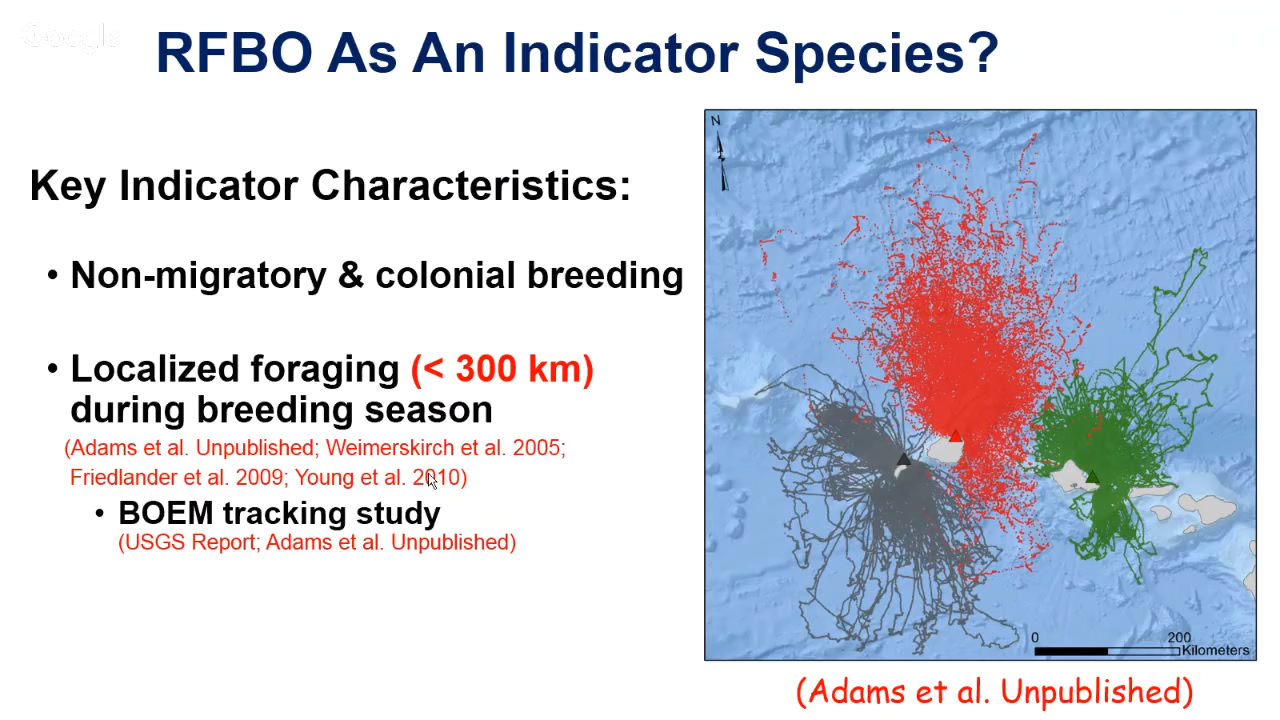 Google
RFBO As An Indicator Species?
Key Indicator Characteristics:
• Non-migratory & colonial breeding
• Localized foraging (< 300 km)
during breeding season
(Adams et al. Unpublished; Weimerskirch et al. 2005;
Friedlander et al. 2009; Young et al. 2010)
• BOEM tracking study
(USGS Report; Adams et al. Unpublished)
N
0 200
Kilometers
(Adams et al. Unpublished)